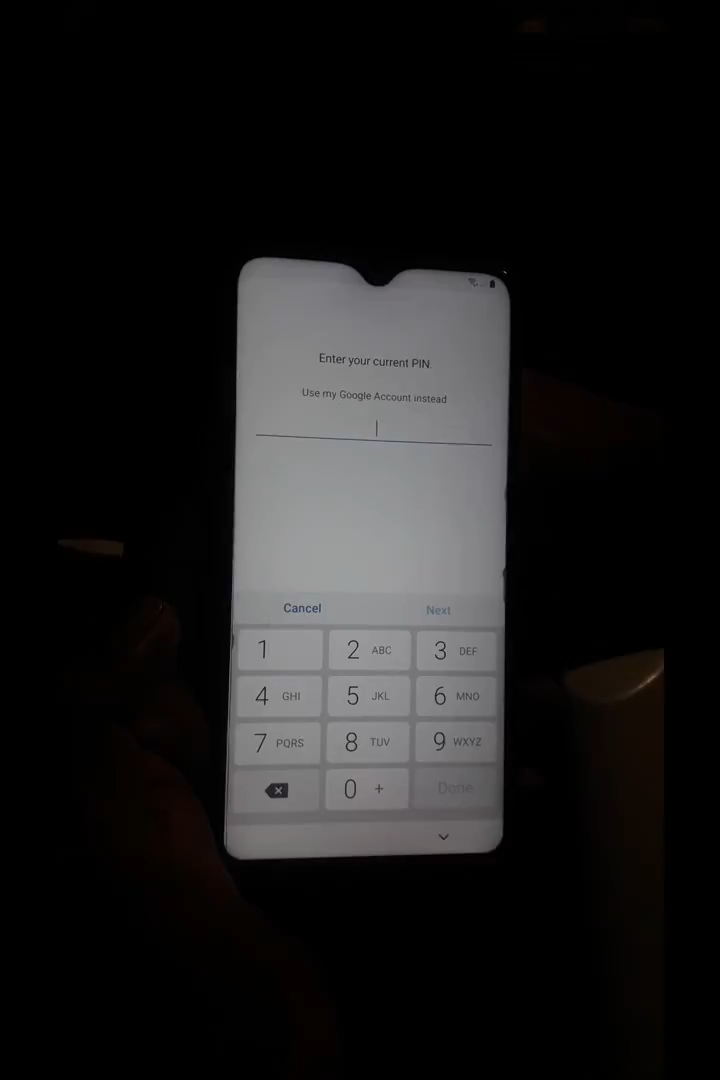 Enter your current PIN.
Use my Google Account instead
Cancel Next
1 2 ABC 3 DEF
4 GHI 5 JKL 6 MNO
7 PQRS 8 TUV 9 WXYZ
0 + Done